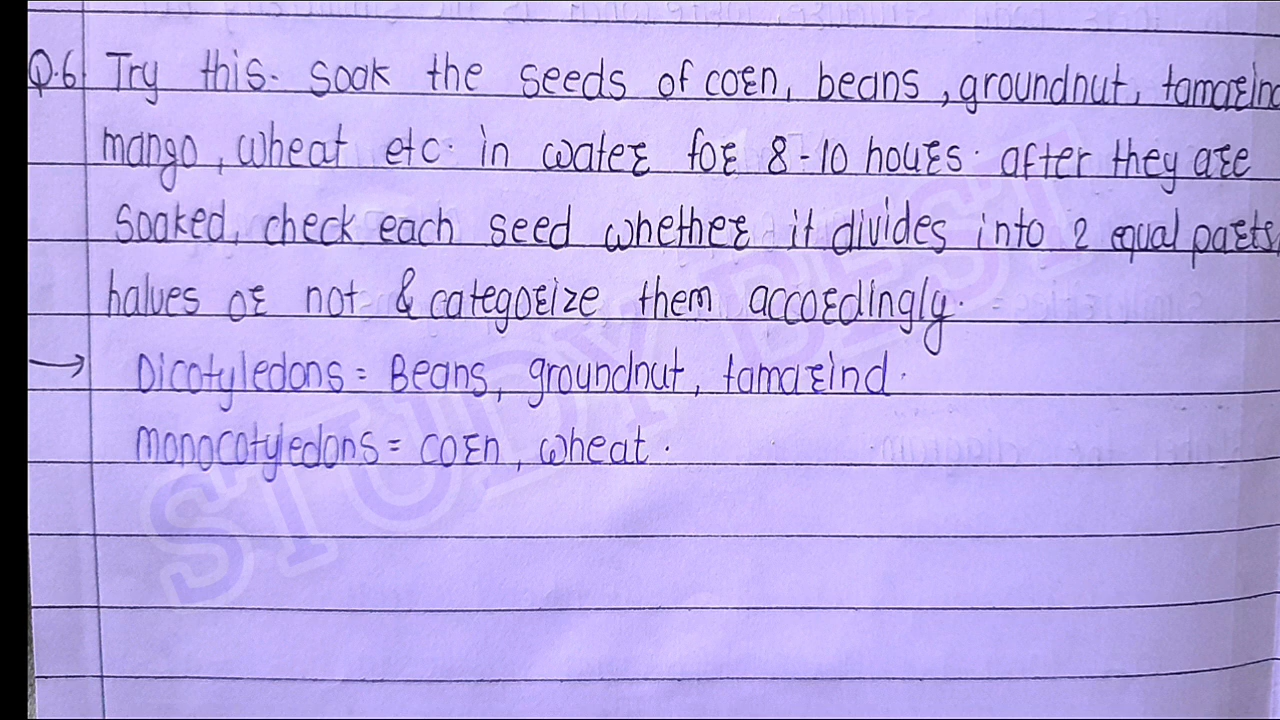 Q.6 Try this. Soak the seeds of corn, beans, groundnut, tamarind
mango, wheat etc. in water for 8-10 hours. after they are
Soaked, check each seed whether it divides into 2 equal parts,
halves or not & categorize them accordingly.
→ Dicotyledons = Beans, groundnut, tamarind.
monocotyledons = corn, wheat.
STUDY BEST